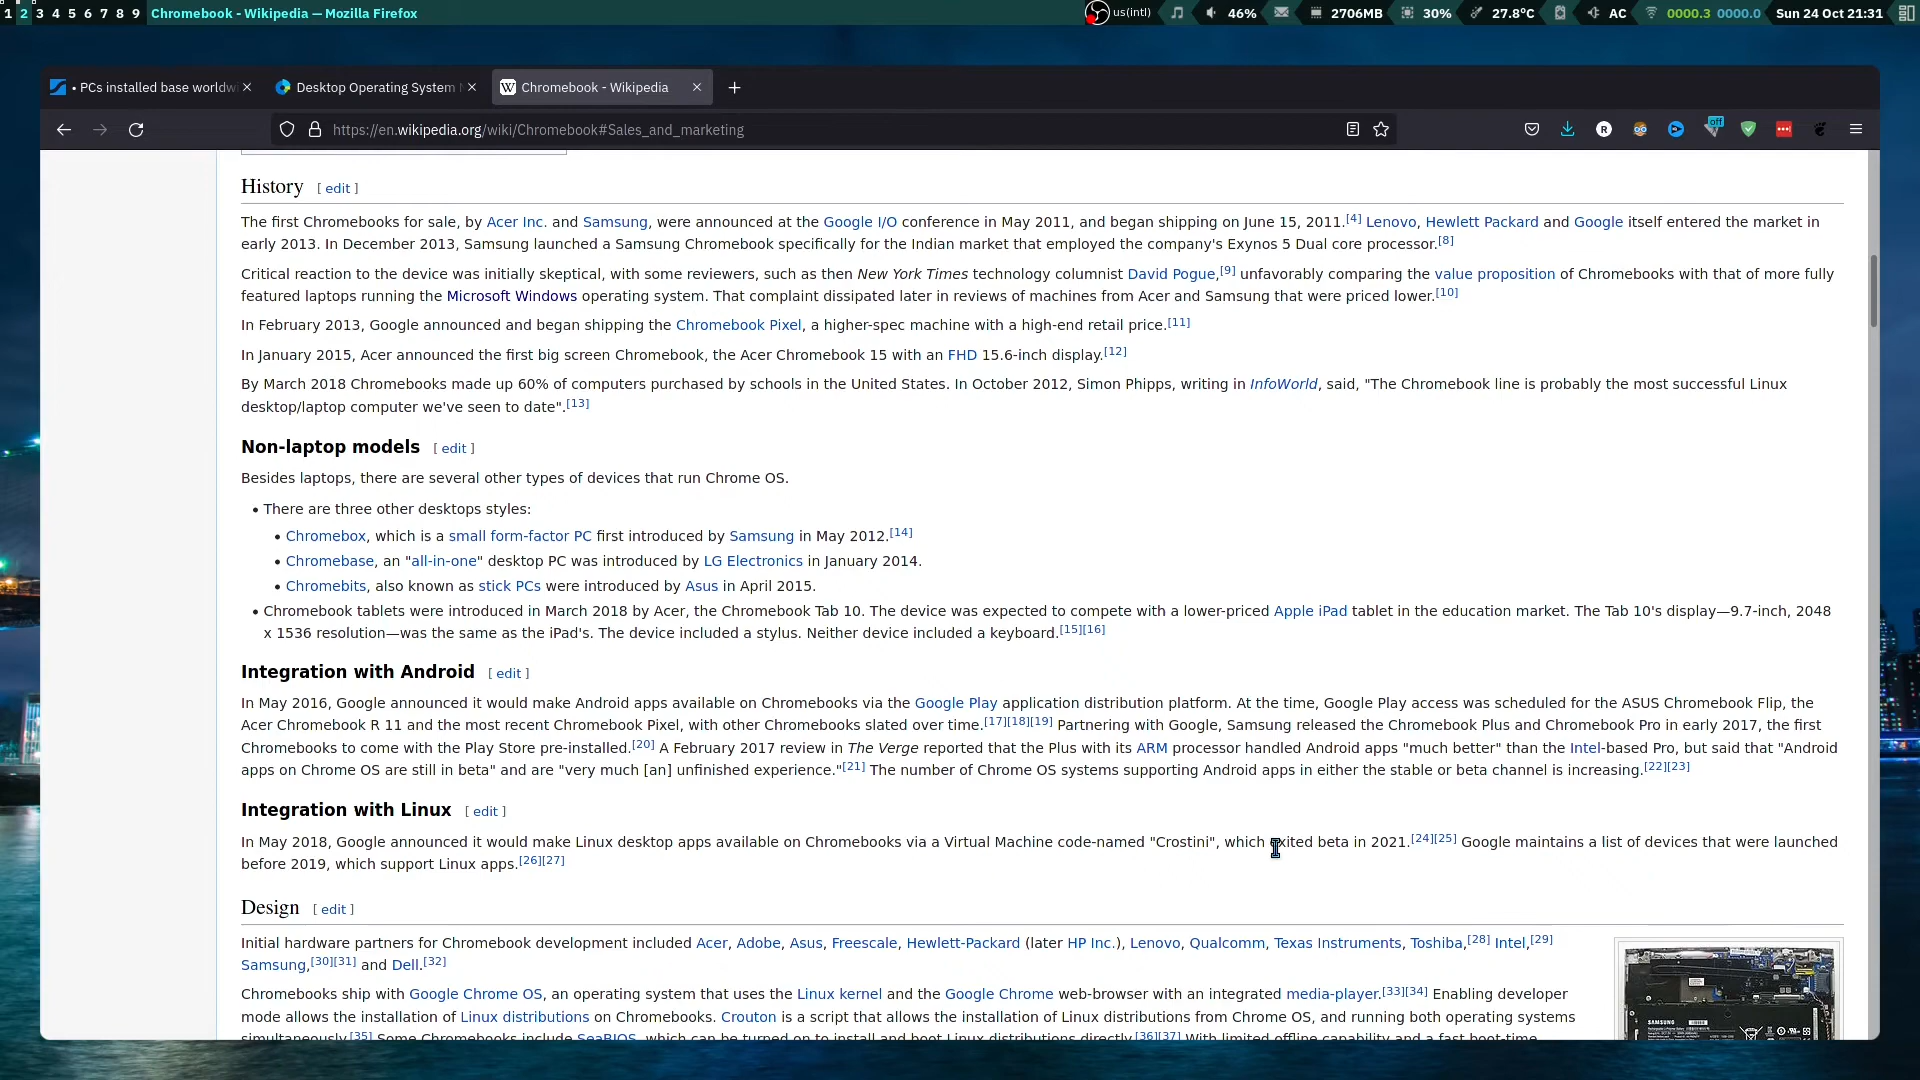 1 2 3 4 5 6 7 8 9 Chromebook - Wikipedia — Mozilla Firefox us(intl) 46% 2706MB 30% 27.8°C AC 0000.3 0000.0 Sun 24 Oct 21:31
• PCs installed base worldw Desktop Operating System Chromebook - Wikipedia
https://en.wikipedia.org/wiki/Chromebook#Sales_and_marketing R off
History [ edit ]
The first Chromebooks for sale, by Acer Inc. and Samsung, were announced at the Google I/O conference in May 2011, and began shipping on June 15, 2011.[4] Lenovo, Hewlett Packard and Google itself entered the market in
early 2013. In December 2013, Samsung launched a Samsung Chromebook specifically for the Indian market that employed the company's Exynos 5 Dual core processor.[8]
Critical reaction to the device was initially skeptical, with some reviewers, such as then New York Times technology columnist David Pogue,[9] unfavorably comparing the value proposition of Chromebooks with that of more fully
featured laptops running the Microsoft Windows operating system. That complaint dissipated later in reviews of machines from Acer and Samsung that were priced lower.[10]
In February 2013, Google announced and began shipping the Chromebook Pixel, a higher-spec machine with a high-end retail price.[11]
In January 2015, Acer announced the first big screen Chromebook, the Acer Chromebook 15 with an FHD 15.6-inch display.[12]
By March 2018 Chromebooks made up 60% of computers purchased by schools in the United States. In October 2012, Simon Phipps, writing in InfoWorld, said, "The Chromebook line is probably the most successful Linux
desktop/laptop computer we've seen to date".[13]
Non-laptop models [ edit ]
Besides laptops, there are several other types of devices that run Chrome OS.
• There are three other desktops styles:
• Chromebox, which is a small form-factor PC first introduced by Samsung in May 2012.[14]
• Chromebase, an "all-in-one" desktop PC was introduced by LG Electronics in January 2014.
• Chromebits, also known as stick PCs were introduced by Asus in April 2015.
• Chromebook tablets were introduced in March 2018 by Acer, the Chromebook Tab 10. The device was expected to compete with a lower-priced Apple iPad tablet in the education market. The Tab 10's display—9.7-inch, 2048
x 1536 resolution—was the same as the iPad's. The device included a stylus. Neither device included a keyboard.[15][16]
Integration with Android [ edit ]
In May 2016, Google announced it would make Android apps available on Chromebooks via the Google Play application distribution platform. At the time, Google Play access was scheduled for the ASUS Chromebook Flip, the
Acer Chromebook R 11 and the most recent Chromebook Pixel, with other Chromebooks slated over time.[17][18][19] Partnering with Google, Samsung released the Chromebook Plus and Chromebook Pro in early 2017, the first
Chromebooks to come with the Play Store pre-installed.[20] A February 2017 review in The Verge reported that the Plus with its ARM processor handled Android apps "much better" than the Intel-based Pro, but said that "Android
apps on Chrome OS are still in beta" and are "very much [an] unfinished experience."[21] The number of Chrome OS systems supporting Android apps in either the stable or beta channel is increasing.[22][23]
Integration with Linux [ edit ]
In May 2018, Google announced it would make Linux desktop apps available on Chromebooks via a Virtual Machine code-named "Crostini", which exited beta in 2021.[24][25] Google maintains a list of devices that were launched
before 2019, which support Linux apps.[26][27]
Design [ edit ]
Initial hardware partners for Chromebook development included Acer, Adobe, Asus, Freescale, Hewlett-Packard (later HP Inc.), Lenovo, Qualcomm, Texas Instruments, Toshiba,[28] Intel,[29]
Samsung,[30][31] and Dell.[32]
Chromebooks ship with Google Chrome OS, an operating system that uses the Linux kernel and the Google Chrome web-browser with an integrated media-player.[33][34] Enabling developer
mode allows the installation of Linux distributions on Chromebooks. Crouton is a script that allows the installation of Linux distributions from Chrome OS, and running both operating systems
simultaneously.[35] Some Chromebooks include SeaBIOS, which can be turned on to install and boot Linux distributions directly.[36][37] With limited offline capability and a fast boot-time,
SAMSUNG